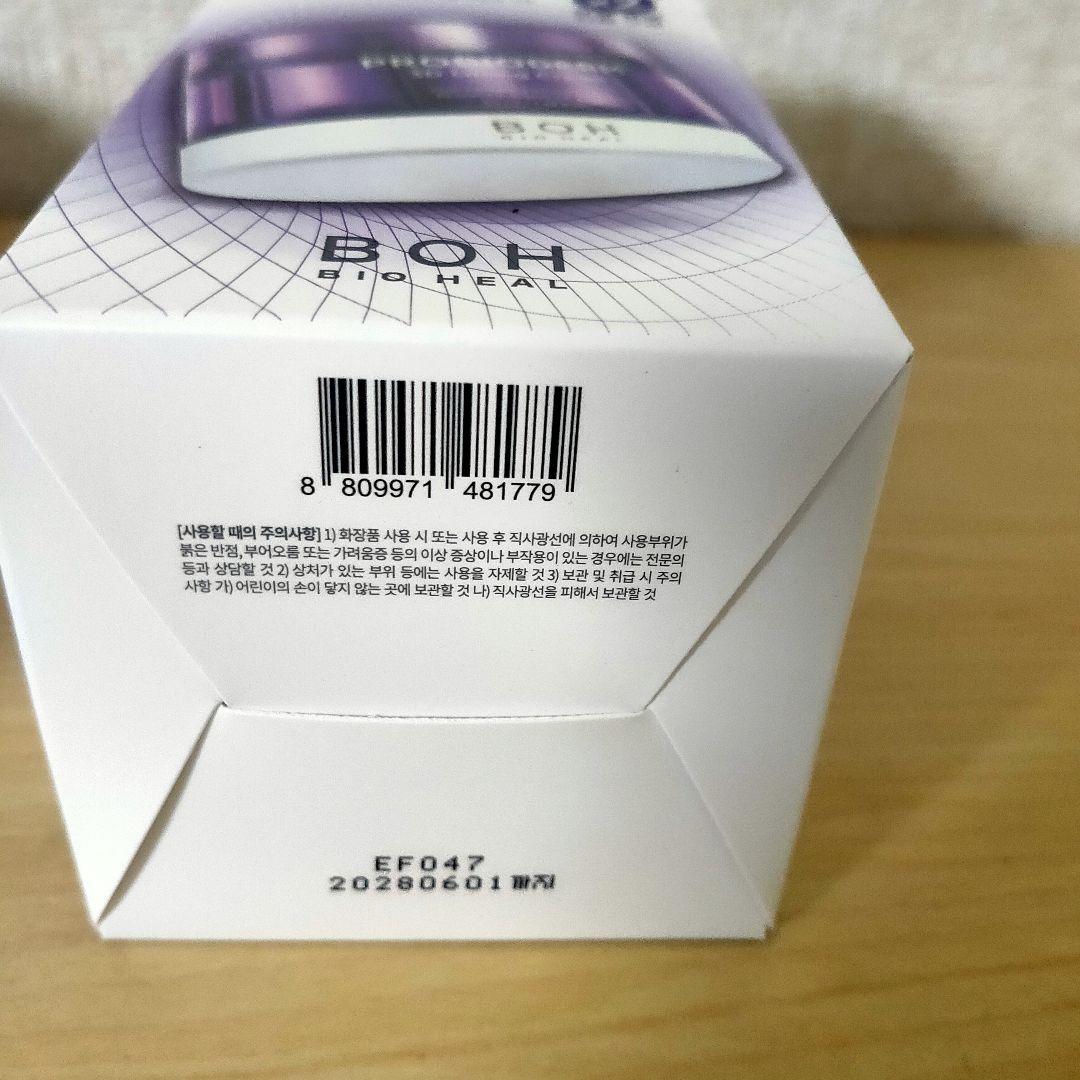 BOH
BIO HEAL
BOH
BIO HEAL
8 809971 481779
[사용할 때의 주의사항] 1) 화장품 사용 시 또는 사용 후 직사광선에 의하여 사용부위가
붉은 반점, 부어오름 또는 가려움증 등의 이상 증상이나 부작용이 있는 경우에는 전문의
등과 상담할 것 2) 상처가 있는 부위 등에는 사용을 자제할 것 3) 보관 및 취급 시 주의
사항 가) 어린이의 손이 닿지 않는 곳에 보관할 것 나) 직사광선을 피해서 보관할 것
EF047
20280601까지